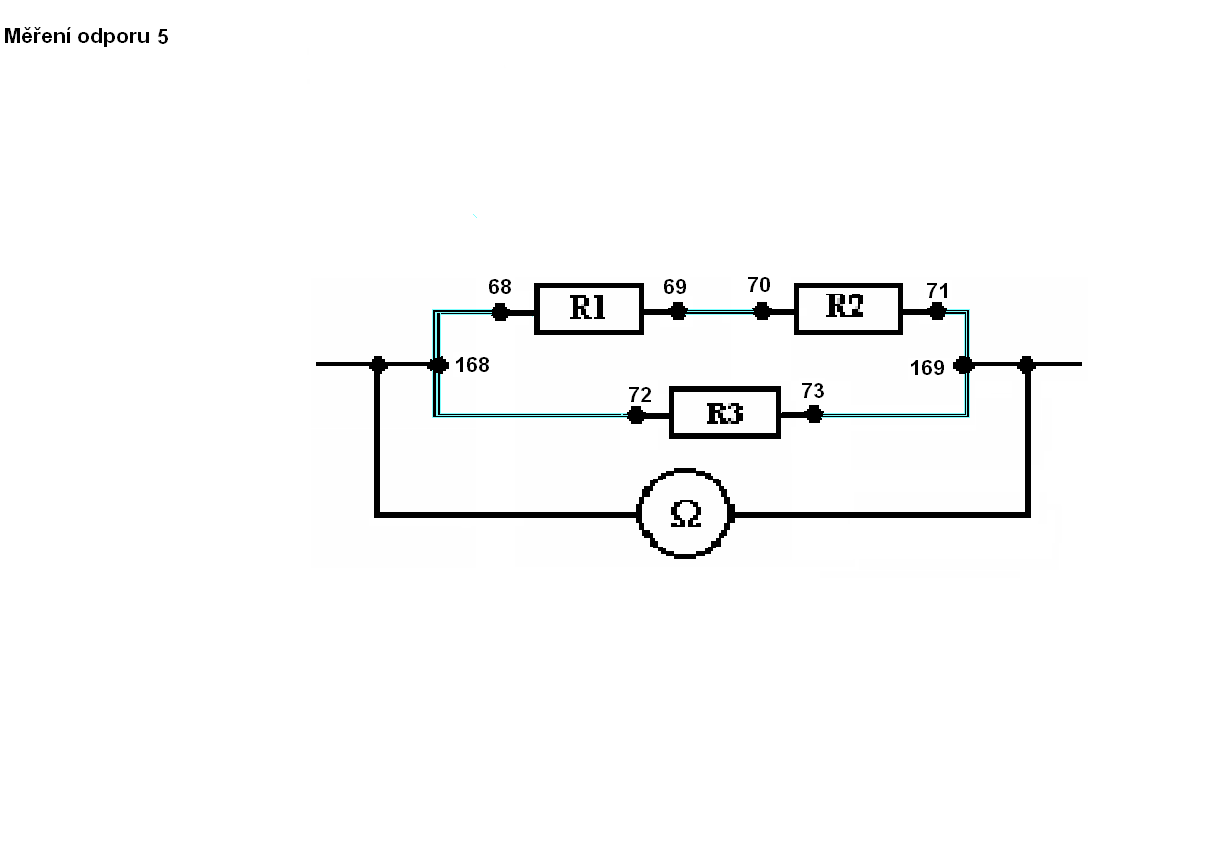 Měření odporu 5
68 R1 69 70 R2 71
168 169
72 R3 73
Ω